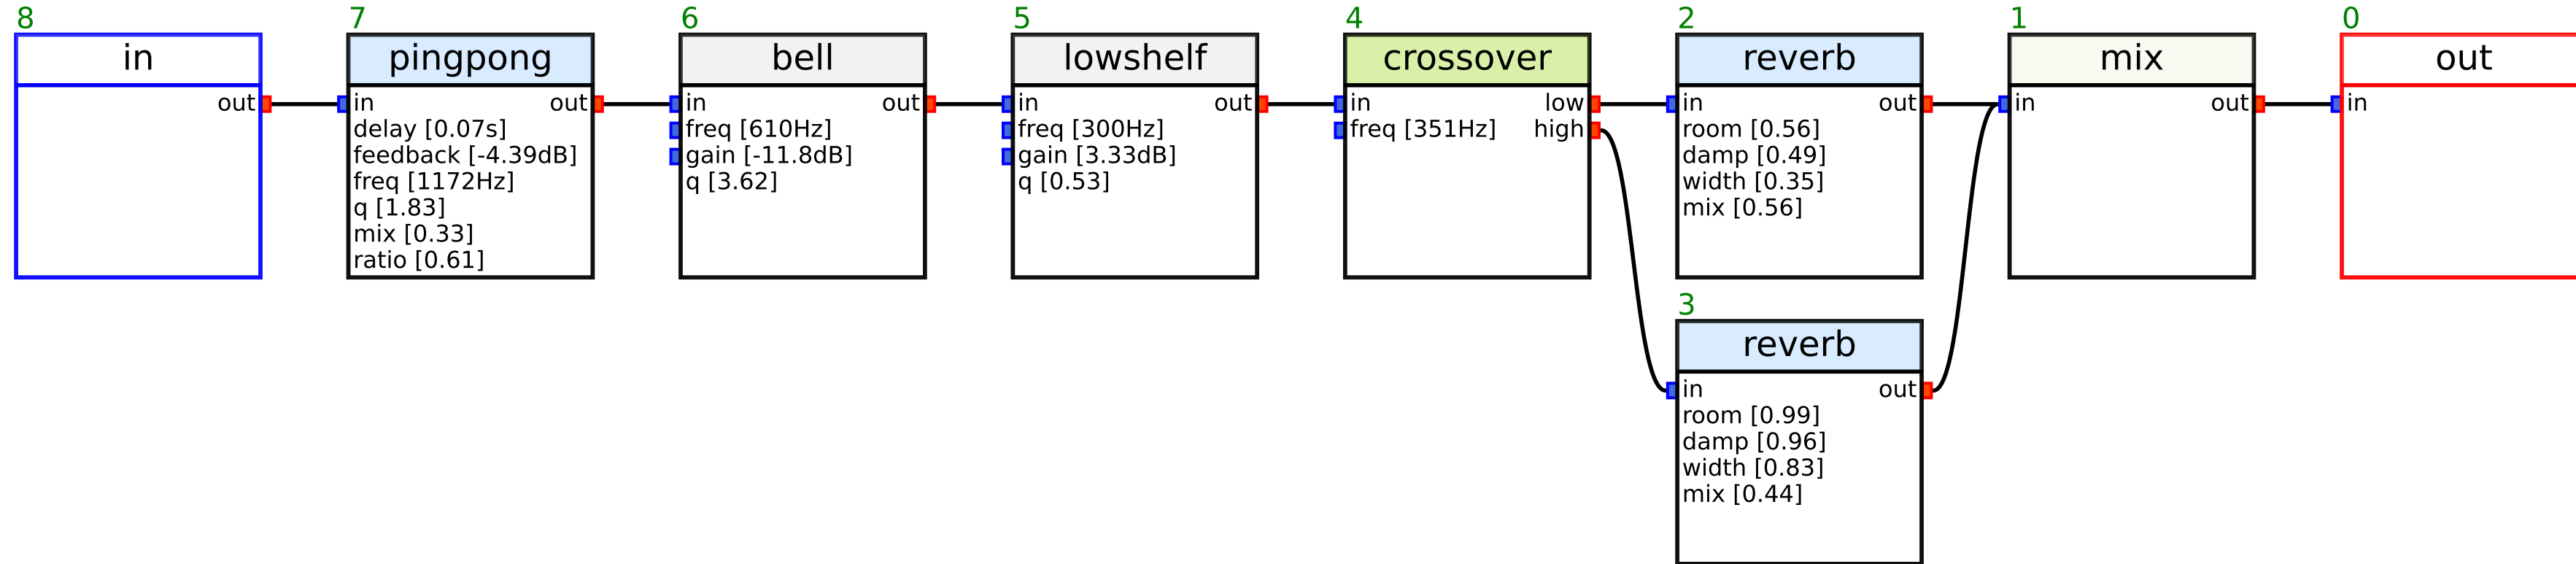 8
in
out
7
pingpong
in out
delay [0.07s]
feedback [-4.39dB]
freq [1172Hz]
q [1.83]
mix [0.33]
ratio [0.61]
6
bell
in out
freq [610Hz]
gain [-11.8dB]
q [3.62]
5
lowshelf
in out
freq [300Hz]
gain [3.33dB]
q [0.53]
4
crossover
in low
freq [351Hz] high
2
reverb
in out
room [0.56]
damp [0.49]
width [0.35]
mix [0.56]
3
reverb
in out
room [0.99]
damp [0.96]
width [0.83]
mix [0.44]
1
mix
in out
0
out
in